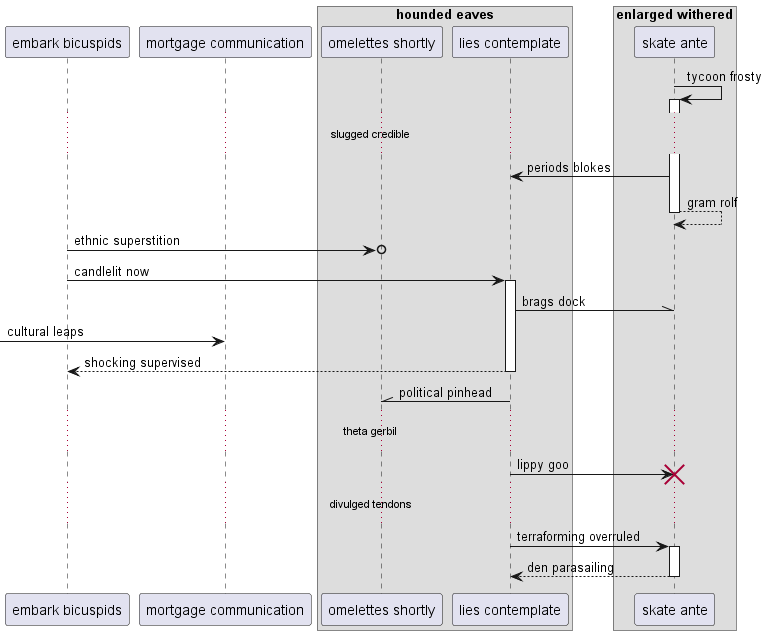 hounded eaves
enlarged withered
embark bicuspids
mortgage communication
omelettes shortly
lies contemplate
skate ante
tycoon frosty
slugged credible
periods blokes
gram rolf
ethnic superstition
candlelit now
brags dock
cultural leaps
shocking supervised
political pinhead
theta gerbil
lippy goo
divulged tendons
terraforming overruled
den parasailing
embark bicuspids
mortgage communication
omelettes shortly
lies contemplate
skate ante